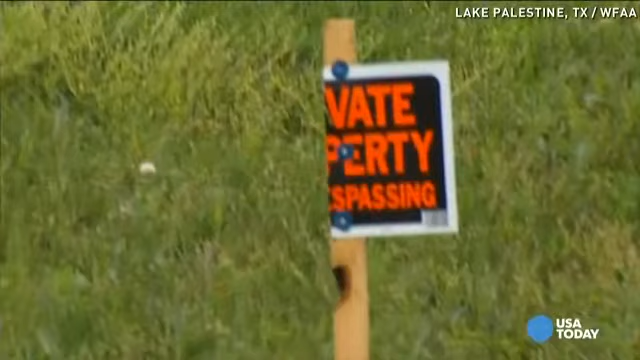 LAKE PALESTINE, TX / WFAA
VATE
PERTY
SPASSING
USA
TODAY